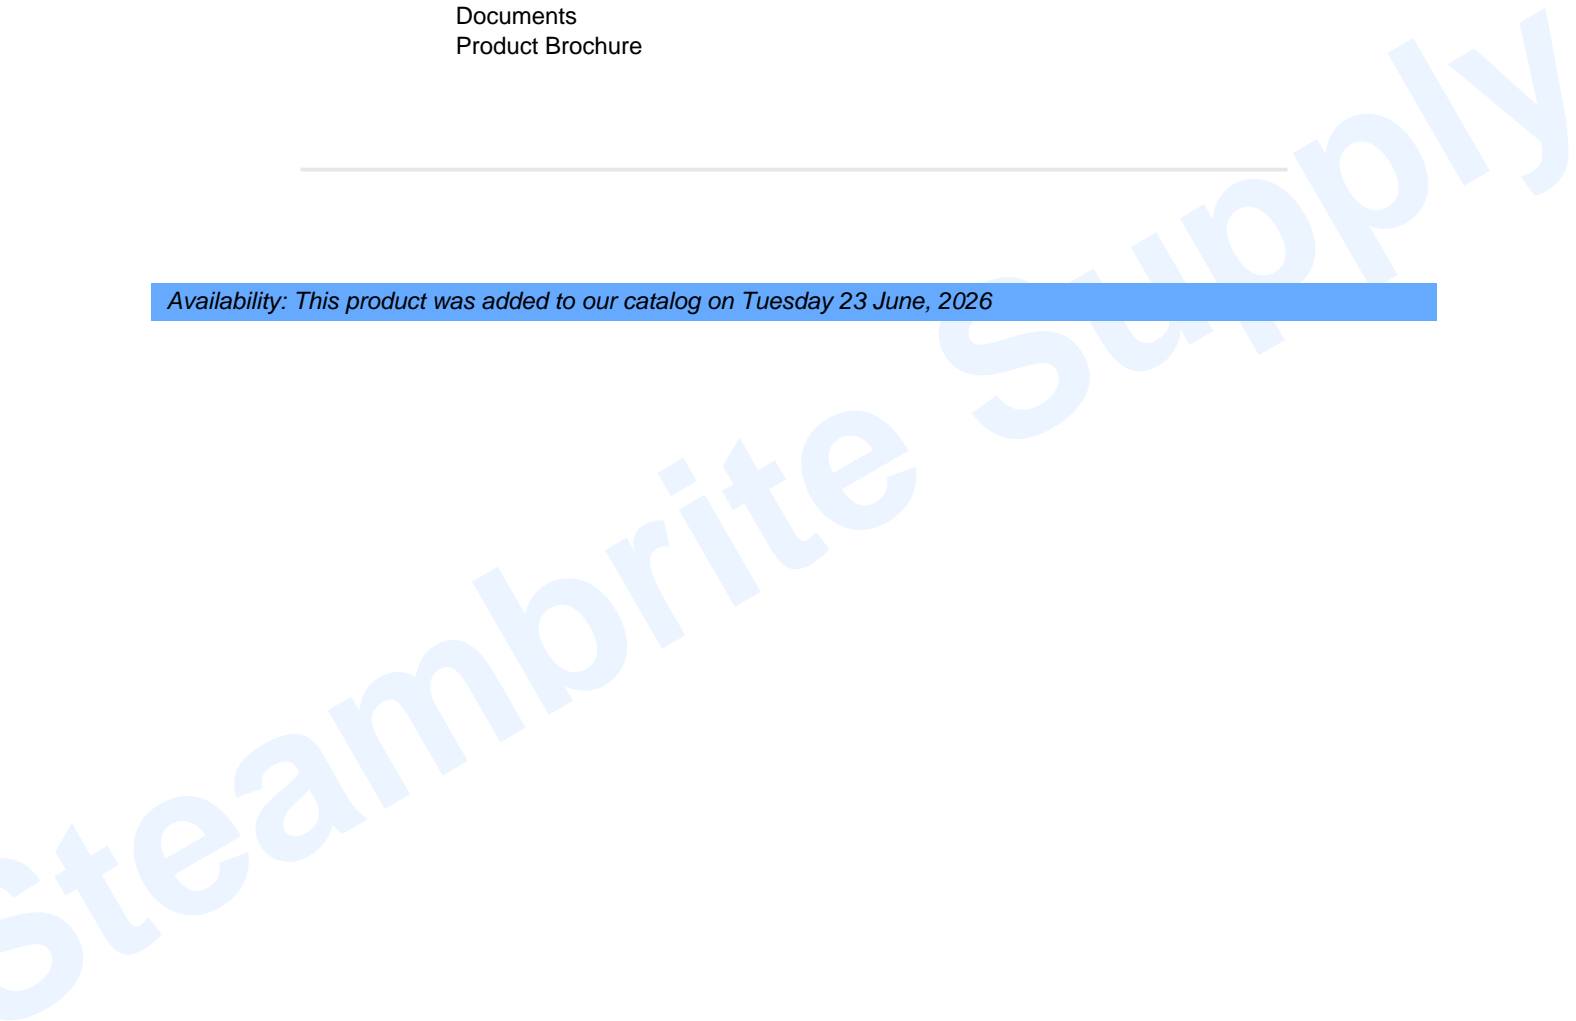 Documents
Product Brochure
Availability: This product was added to our catalog on Tuesday 23 June, 2026
Steambrite Supply